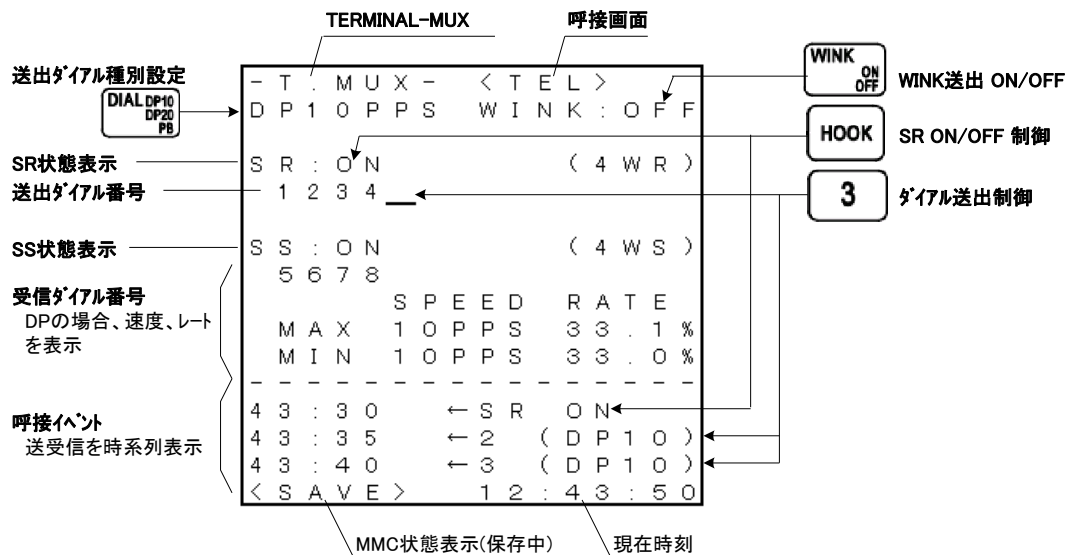 TERMINAL-MUX
呼接画面
送出ﾀﾞｲｱﾙ種別設定
DIAL DP10
DP20
PB
-T.MUX- <TEL>
DP10PPS WINK:OFF
WINK
ON
OFF
WINK送出 ON/OFF
HOOK
SR ON/OFF 制御
3
ﾀﾞｲｱﾙ送出制御
SR状態表示
SR:ON (4WR)
送出ﾀﾞｲｱﾙ番号
1234_
SS状態表示
SS:ON (4WS)
5678
受信ﾀﾞｲｱﾙ番号
DPの場合、速度、ﾚｰﾄ
を表示
SPEED RATE
MAX 10PPS 33.1%
MIN 10PPS 33.0%
----------------
呼接ｲﾍﾞﾝﾄ
送受信を時系列表示
43:30 ←SR ON
43:35 ←2 (DP10)
43:40 ←3 (DP10)
<SAVE> 12:43:50
MMC状態表示(保存中)
現在時刻